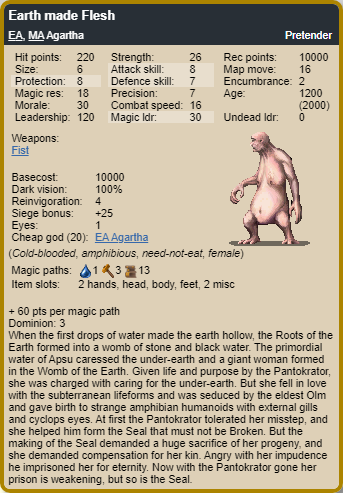 Earth made Flesh
EA, MA Agartha Pretender
Hit points: 220 Strength: 26 Rec points: 10000
Size: 6 Attack skill: 8 Map move: 16
Protection: 8 Defence skill: 7 Encumbrance: 2
Magic res: 18 Precision: 7 Age: 1200
Morale: 30 Combat speed: 16 (2000)
Leadership: 120 Magic ldr: 30 Undead ldr: 0
Weapons:
Fist
Basecost: 10000
Dark vision: 100%
Reinvigoration: 4
Siege bonus: +25
Eyes: 1
Cheap god (20): EA Agartha
(Cold-blooded, amphibious, need-not-eat, female)
Magic paths: 1 3 13
Item slots: 2 hands, head, body, feet, 2 misc
+ 60 pts per magic path
Dominion: 3
When the first drops of water made the earth hollow, the Roots of the
Earth formed into a womb of stone and black water. The primordial
water of Apsu caressed the under-earth and a giant woman formed
in the Womb of the Earth. Given life and purpose by the Pantokrator,
she was charged with caring for the under-earth. But she fell in love
with the subterranean lifeforms and was seduced by the eldest Olm
and gave birth to strange amphibian humanoids with external gills
and cyclops eyes. At first the Pantokrator tolerated her misstep, and
she helped him form the Seal that must not be Broken. But the
making of the Seal demanded a huge sacrifice of her progeny, and
she demanded compensation for her kin. Angry with her impudence
he imprisoned her for eternity. Now with the Pantokrator gone her
prison is weakening, but so is the Seal.